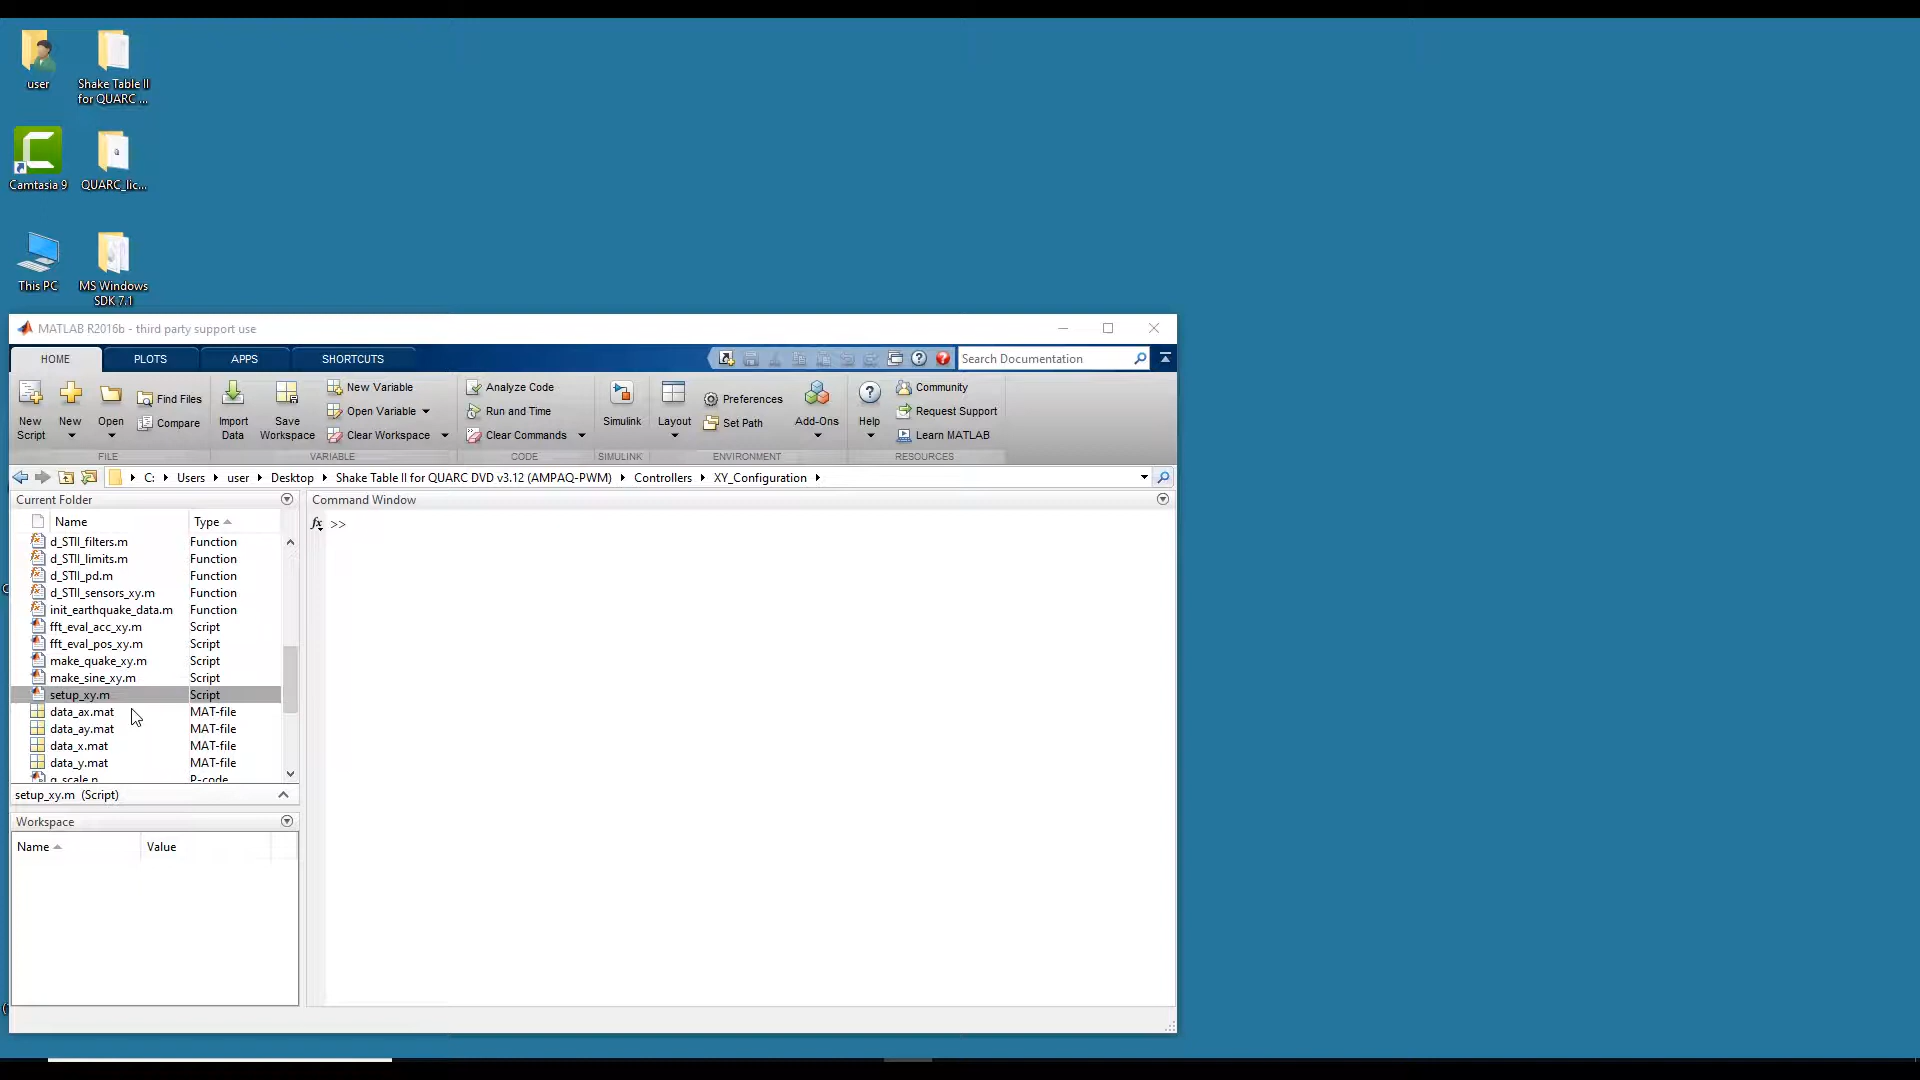 user
Shake Table II
for QUARC ...
Camtasia 9
QUARC_lic...
This PC
MS Windows
SDK 7.1
MATLAB R2016b - third party support use
HOME
PLOTS
APPS
SHORTCUTS
Search Documentation
New
Script
New
Open
Find Files
Compare
Import
Data
Save
Workspace
New Variable
Open Variable
Clear Workspace
Analyze Code
Run and Time
Clear Commands
Simulink
Layout
Preferences
Set Path
Add-Ons
Help
Community
Request Support
Learn MATLAB
FILE
VARIABLE
CODE
SIMULINK
ENVIRONMENT
RESOURCES
C: Users user Desktop Shake Table II for QUARC DVD v3.12 (AMPAQ-PWM) Controllers XY_Configuration
Current Folder
Command Window
Name Type
fx >>
d_STII_filters.m Function
d_STII_limits.m Function
d_STII_pd.m Function
d_STII_sensors_xy.m Function
init_earthquake_data.m Function
fft_eval_acc_xy.m Script
fft_eval_pos_xy.m Script
make_quake_xy.m Script
make_sine_xy.m Script
setup_xy.m Script
data_ax.mat MAT-file
data_ay.mat MAT-file
data_x.mat MAT-file
data_y.mat MAT-file
q_scale.p P-code
setup_xy.m (Script)
Workspace
Name Value